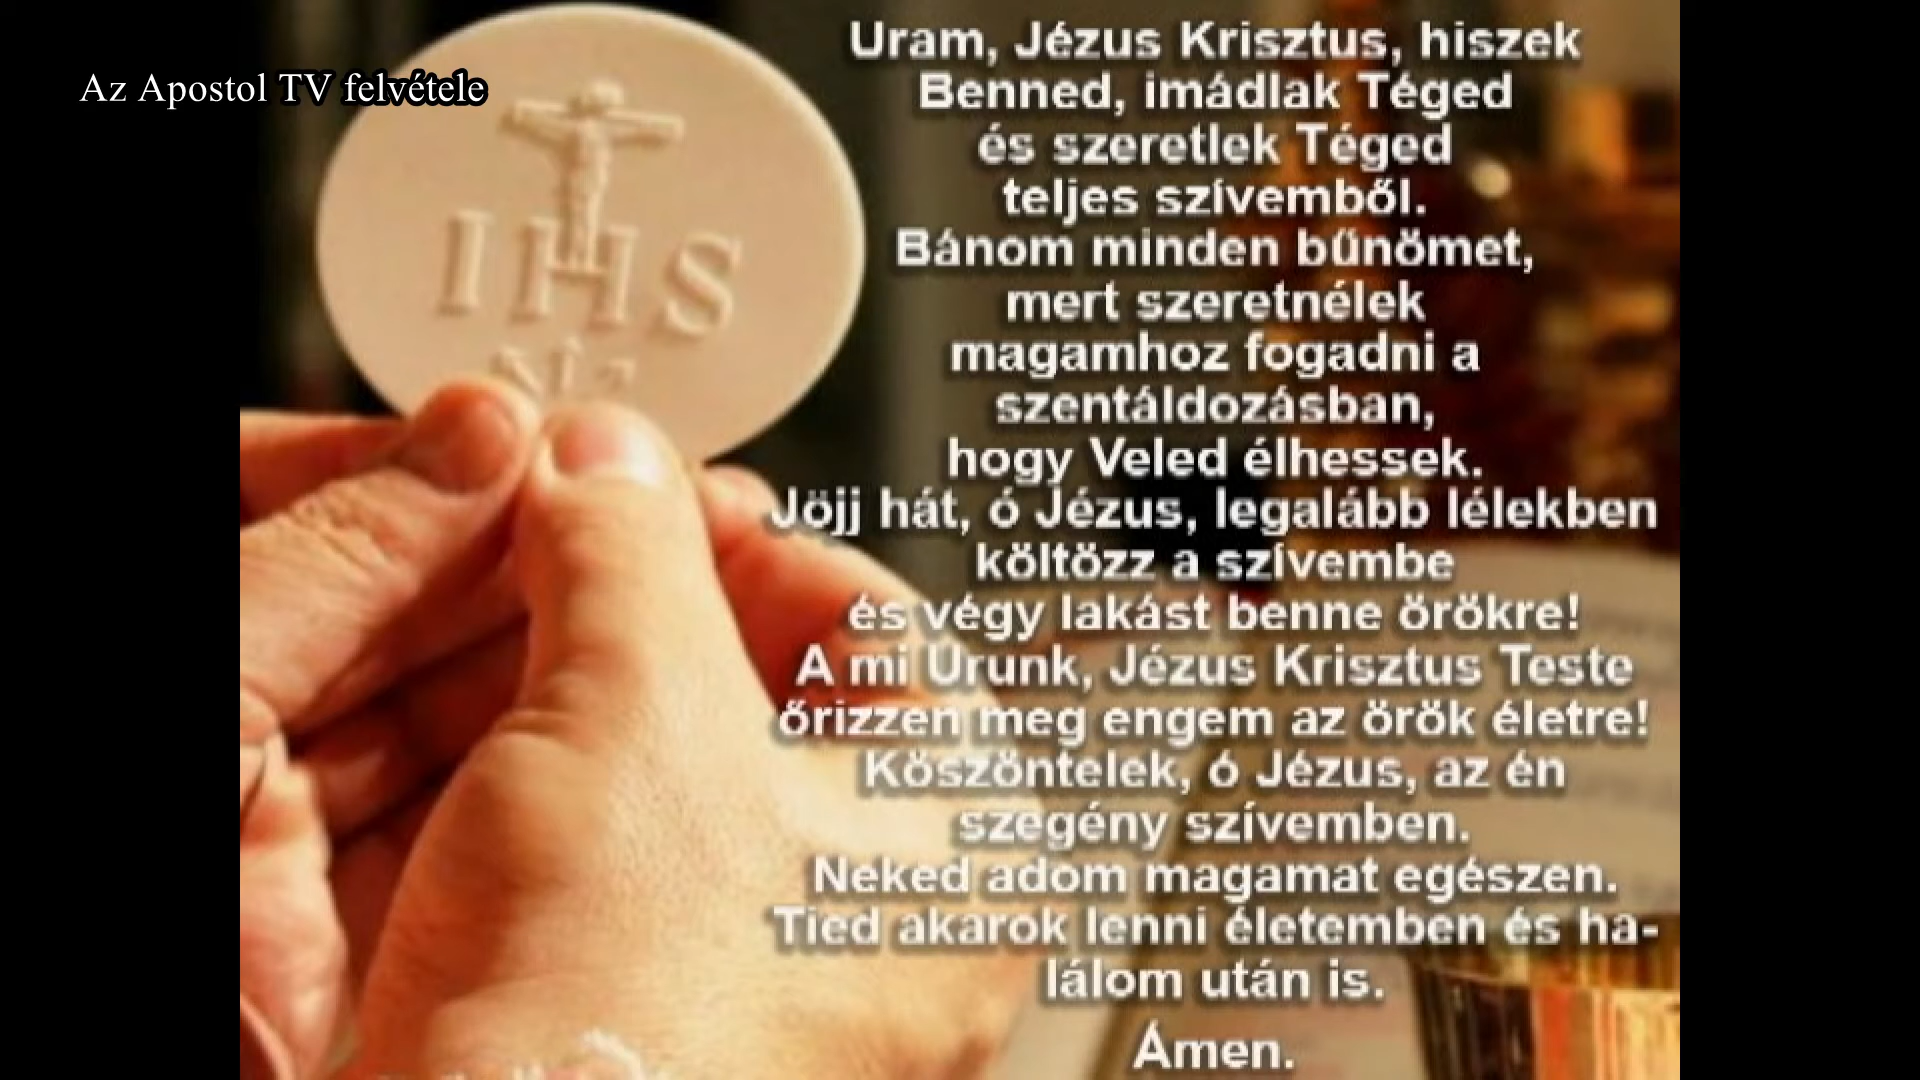 Az Apostol TV felvétele
IHS
Uram, Jézus Krisztus, hiszek
Benned, imádlak Téged
és szeretlek Téged
teljes szívemből.
Bánom minden bűnömet,
mert szeretnélek
magamhoz fogadni a
szentáldozásban,
hogy Veled élhessek.
Jöjj hát, ó Jézus, legalább lélekben
költözz a szívembe
és végy lakást benne örökre!
A mi Urunk, Jézus Krisztus Teste
őrizzen meg engem az örök életre!
Köszöntelek, ó Jézus, az én
szegény szívemben.
Neked adom magamat egészen.
Tied akarok lenni életemben és ha-
lálom után is.
Ámen.